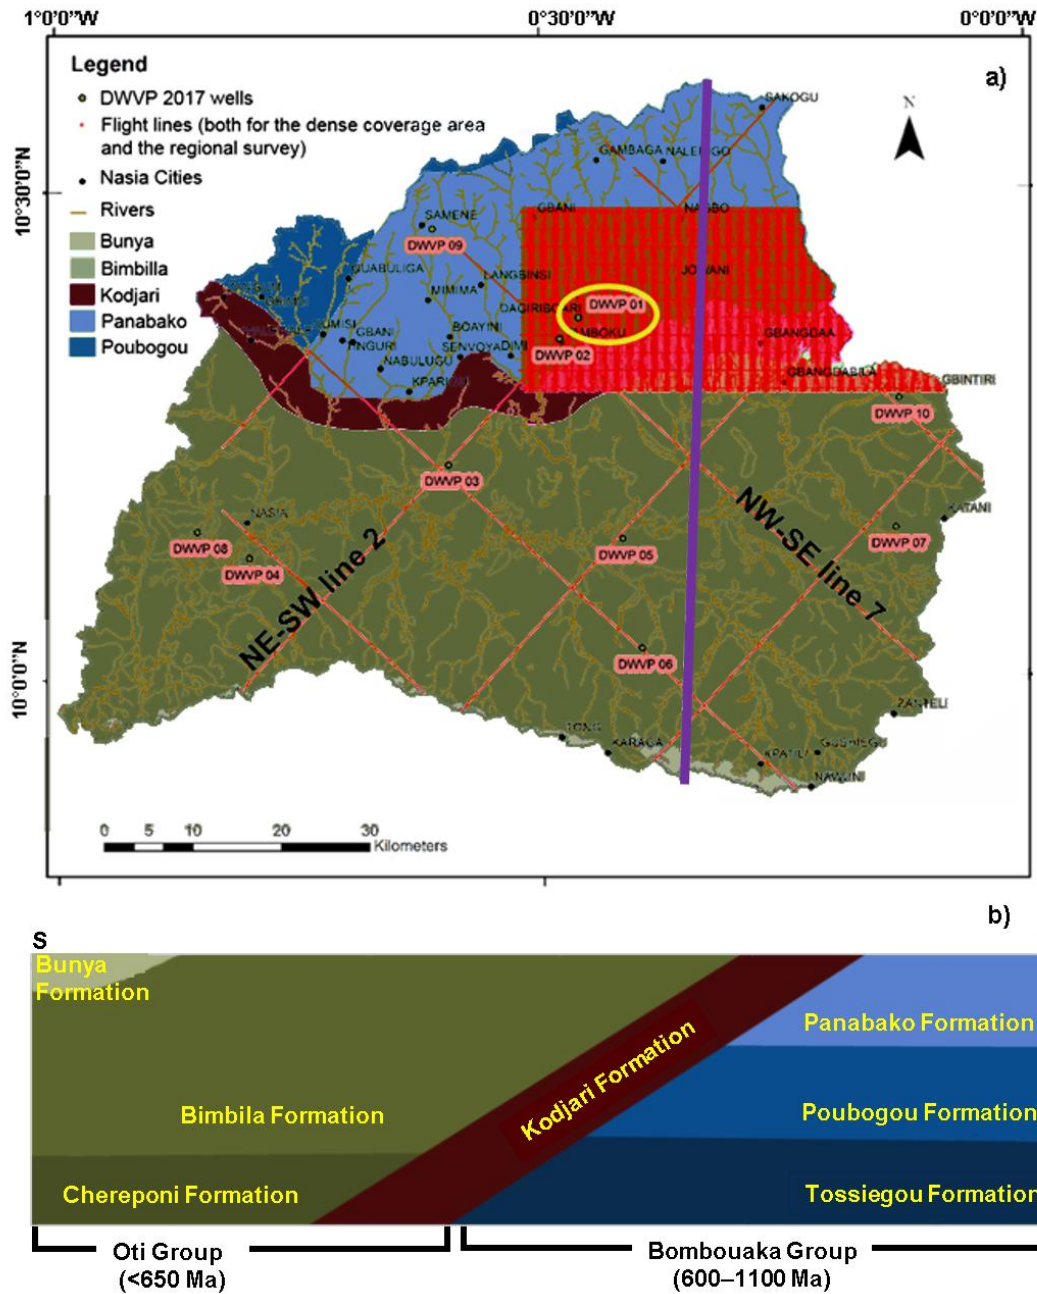 1°0'0"W 0°30'0"W 0°0'0"W
a)
Legend
DWVP 2017 wells
Flight lines (both for the dense coverage area
and the regional survey)
Nasia Cities
Rivers
Bunya
Bimbilla
Kodjari
Panabako
Poubogou
N
10°30'0"N
10°0'0"N
SAKOGU
GAMBAGA
SAMENE
GBANI
NAGBO
DWVP 09
GUABULIGA
LANGBINSI
MIMIMA
DWVP 01
GBANI
BOAYINI
NABULUGU
DWVP 02
GBANGDAA
GBINTIRI
DWVP 10
DWVP 03
NASIA
KATANI
DWVP 08
DWVP 04
DWVP 05
DWVP 07
NE-SW line 2
NW-SE line 7
DWVP 06
ZANTELI
KARAGA
GUSHIEGU
0 5 10 20 30
Kilometers
b)
S
Bunya
Formation
Panabako Formation
Kodjari Formation
Bimbila Formation
Poubogou Formation
Chereponi Formation
Tossiegou Formation
Oti Group
(<650 Ma)
Bombouaka Group
(600–1100 Ma)